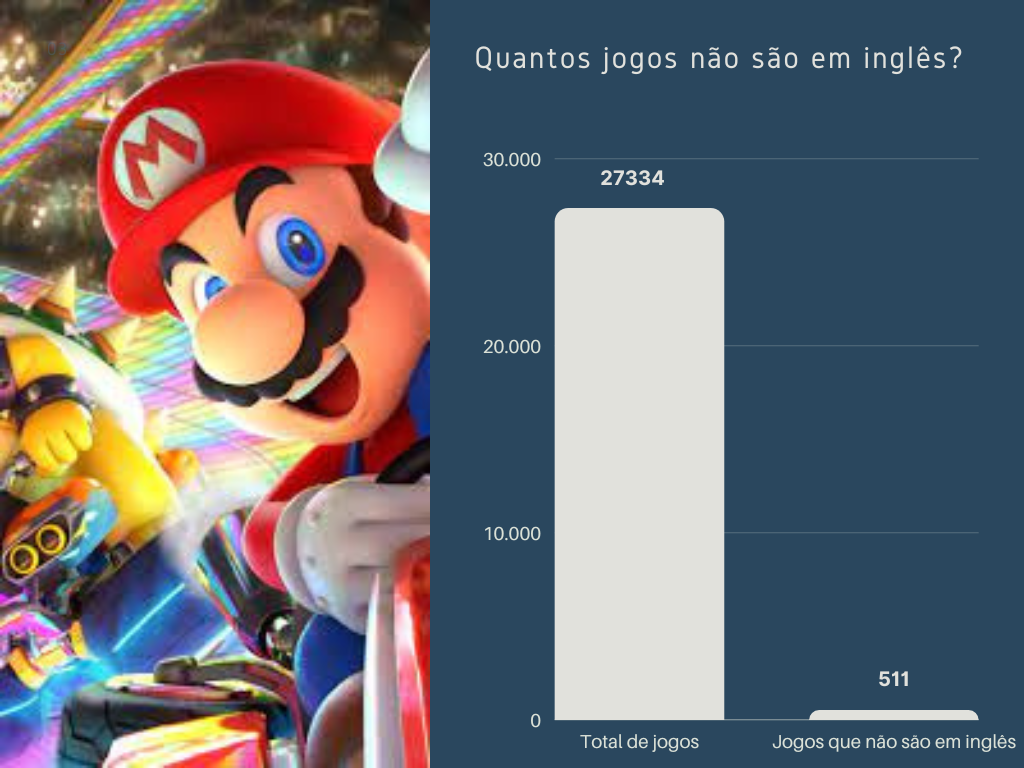 M
Quantos jogos não são em inglês?
30.000
27334
20.000
10.000
511
0
Total de jogos
Jogos que não são em inglês